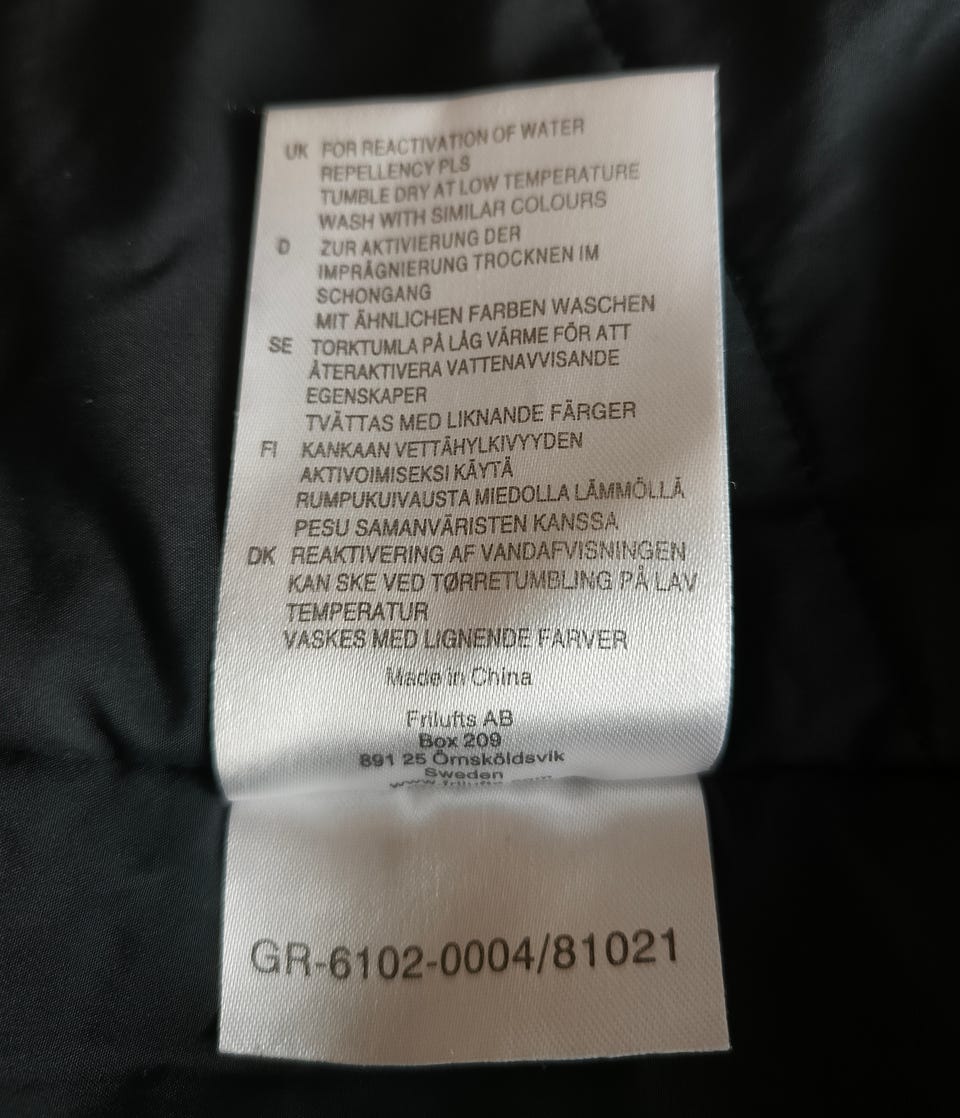 UK FOR REACTIVATION OF WATER
REPELLENCY PLS
TUMBLE DRY AT LOW TEMPERATURE
WASH WITH SIMILAR COLOURS
D ZUR AKTIVIERUNG DER
IMPRÄGNIERUNG TROCKNEN IM
SCHONGANG
MIT ÄHNLICHEN FARBEN WASCHEN
SE TORKTUMLA PÅ LÅG VÄRME FÖR ATT
ÅTERAKTIVERA VATTENAVVISANDE
EGENSKAPER
TVÄTTAS MED LIKNANDE FÄRGER
FI KANKAAN VETTÄHYLKIVYYDEN
AKTIVOIMISEKSI KÄYTÄ
RUMPUKUIVAUSTA MIEDOLLA LÄMMÖLLÄ
PESU SAMANVÄRISTEN KANSSA
DK REAKTIVERING AF VANDAFVISNINGEN
KAN SKE VED TØRRETUMBLING PÅ LAV
TEMPERATUR
VASKES MED LIGNENDE FARVER
Made in China
Frilufts AB
Box 209
891 25 Örnsköldsvik
Sweden
GR-6102-0004/81021